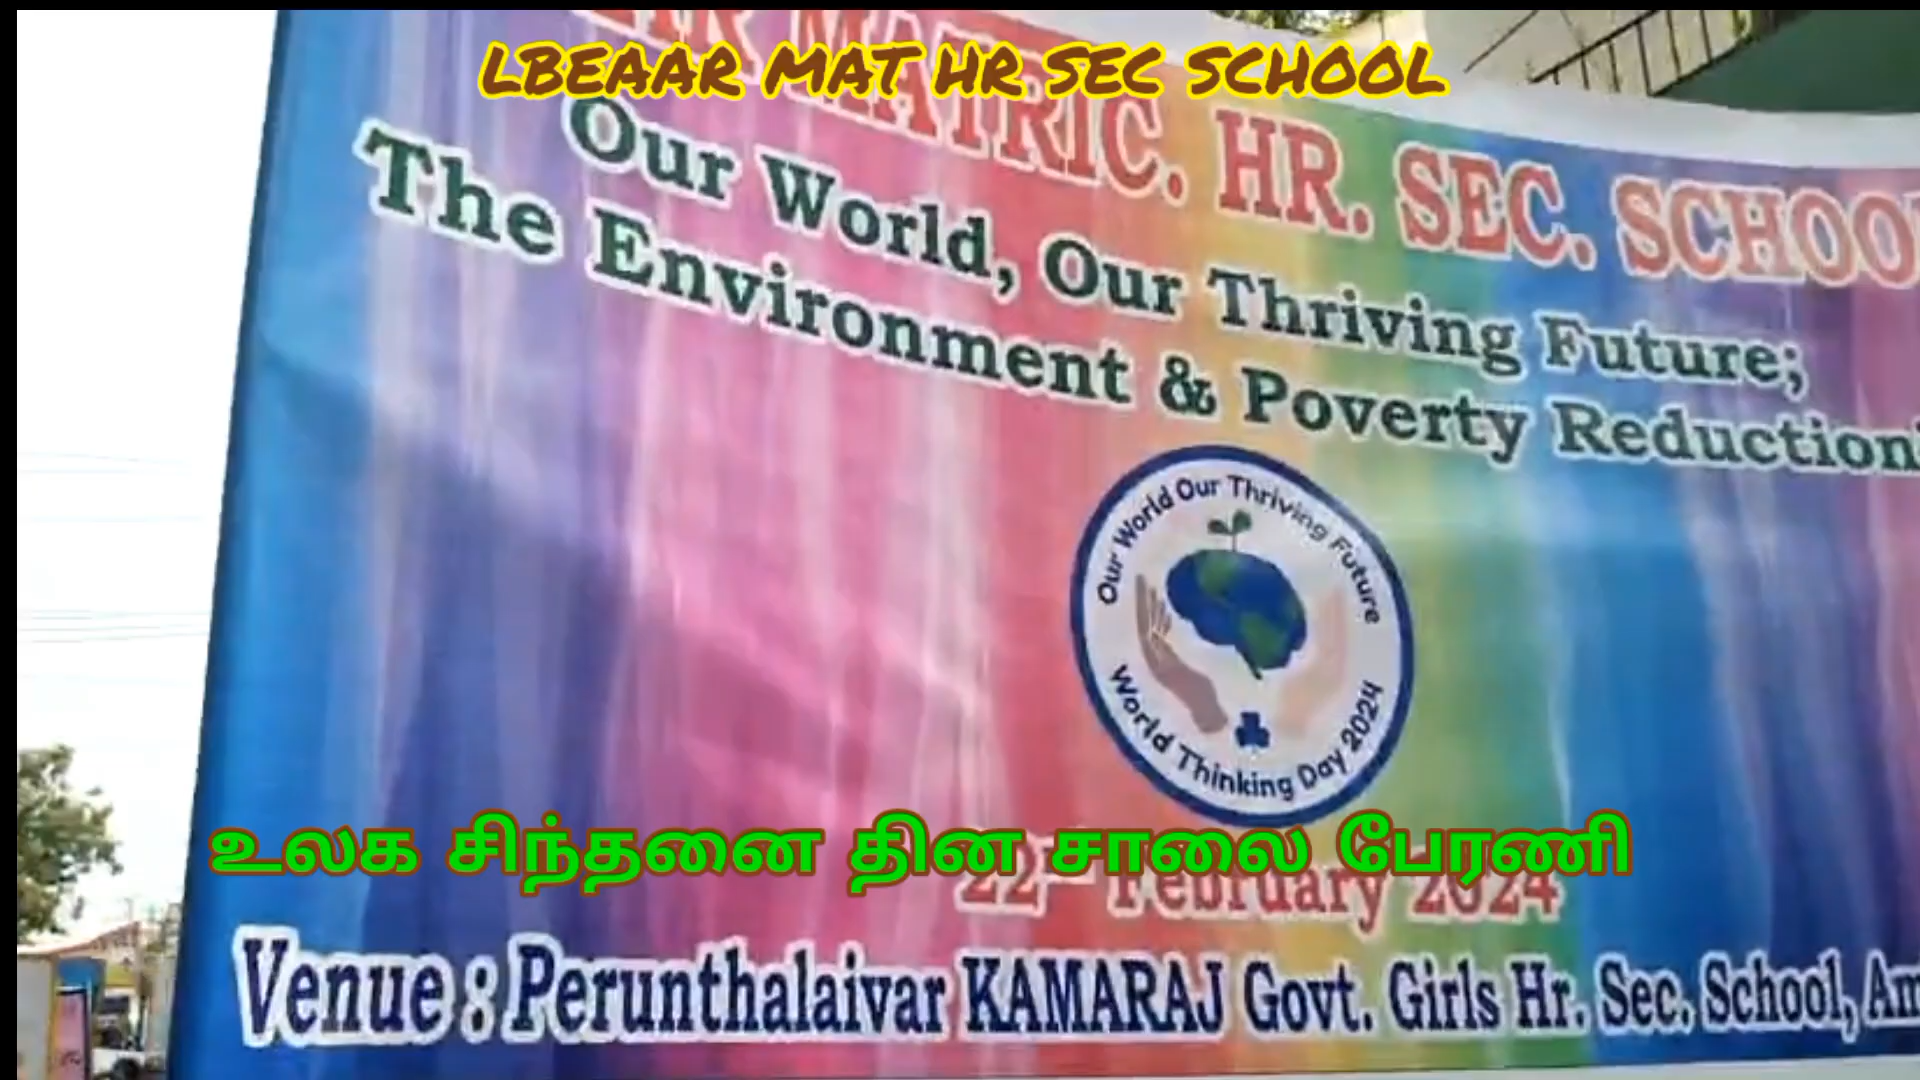 LBEAAR MAT HR SEC SCHOOL
MATRIC. HR. SEC. SCHOOL
Our World, Our Thriving Future;
The Environment & Poverty Reduction
Our World Our Thriving Future
World Thinking Day 2024
உலக சிந்தனை தின சாலை பேரணி
22nd February 2024
Venue : Perunthalaivar KAMARAJ Govt. Girls Hr. Sec. School,